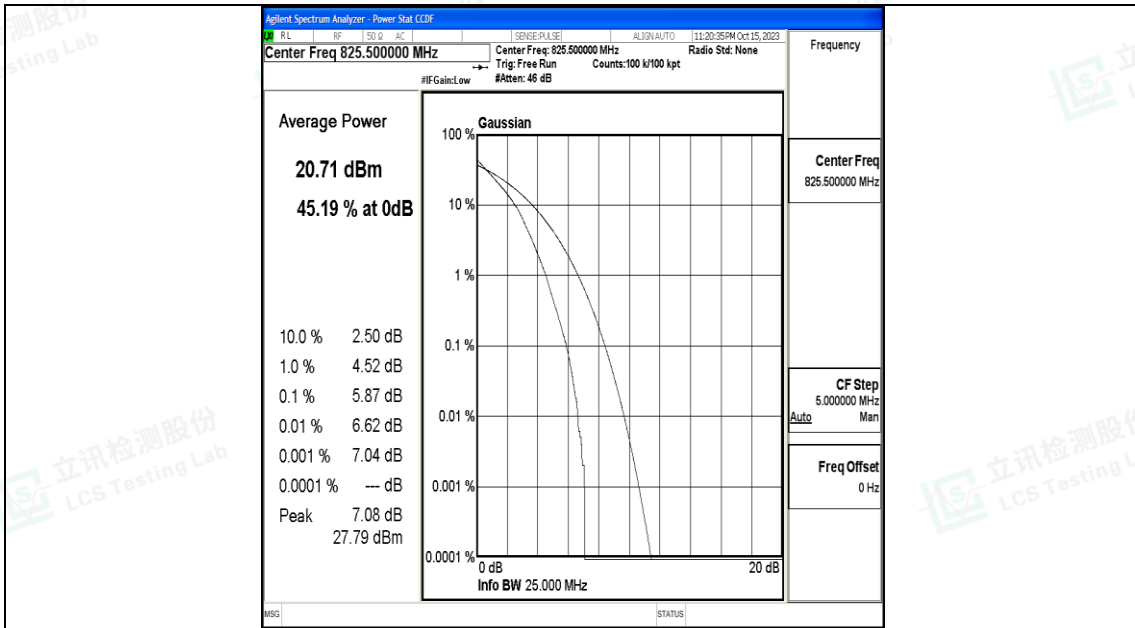 Agilent Spectrum Analyzer - Power Stat CCDF
RL RF 50 Ω AC SENSE:PULSE ALIGNAUTO 11:20:35PM Oct 15, 2023
Center Freq 825.500000 MHz
Center Freq: 825.500000 MHz Radio Std: None
Trig: Free Run Counts:100 k/100 kpt
#IFGain:Low #Atten: 46 dB
Frequency
Average Power
20.71 dBm
45.19 % at 0dB
10.0 % 2.50 dB
1.0 % 4.52 dB
0.1 % 5.87 dB
0.01 % 6.62 dB
0.001 % 7.04 dB
0.0001 % --- dB
Peak 7.08 dB
27.79 dBm
Gaussian
100 %
10 %
1 %
0.1 %
0.01 %
0.001 %
0.0001 %
0 dB 20 dB
Info BW 25.000 MHz
Center Freq
825.500000 MHz
CF Step
5.000000 MHz
Auto Man
Freq Offset
0 Hz
MSG STATUS
立讯检测股份
LCS Testing Lab
立讯检测股份
LCS Testing L